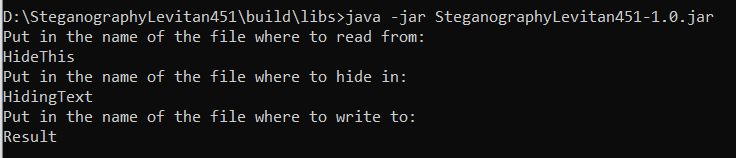 D:\SteganographyLevitan451\build\libs>java -jar SteganographyLevitan451-1.0.jar
Put in the name of the file where to read from:
HideThis
Put in the name of the file where to hide in:
HidingText
Put in the name of the file where to write to:
Result